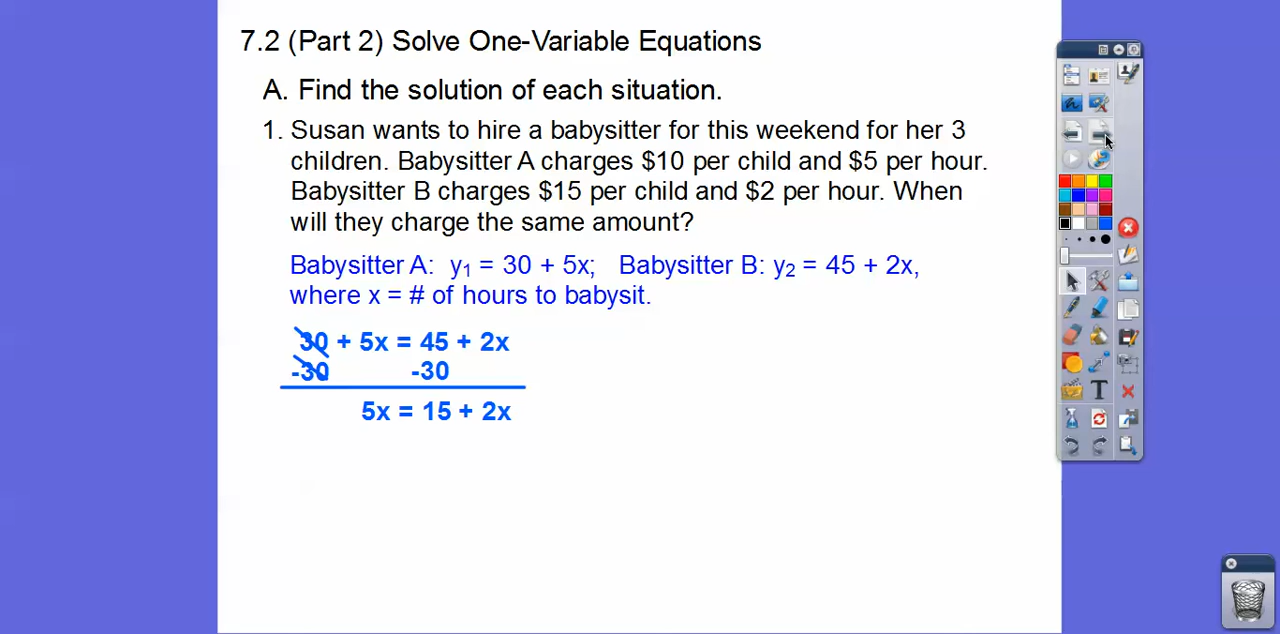 7.2 (Part 2) Solve One-Variable Equations
A. Find the solution of each situation.
1. Susan wants to hire a babysitter for this weekend for her 3
children. Babysitter A charges $10 per child and $5 per hour.
Babysitter B charges $15 per child and $2 per hour. When
will they charge the same amount?
Babysitter A: y₁ = 30 + 5x; Babysitter B: y₂ = 45 + 2x,
where x = # of hours to babysit.
30 + 5x = 45 + 2x
-30 -30
5x = 15 + 2x
T